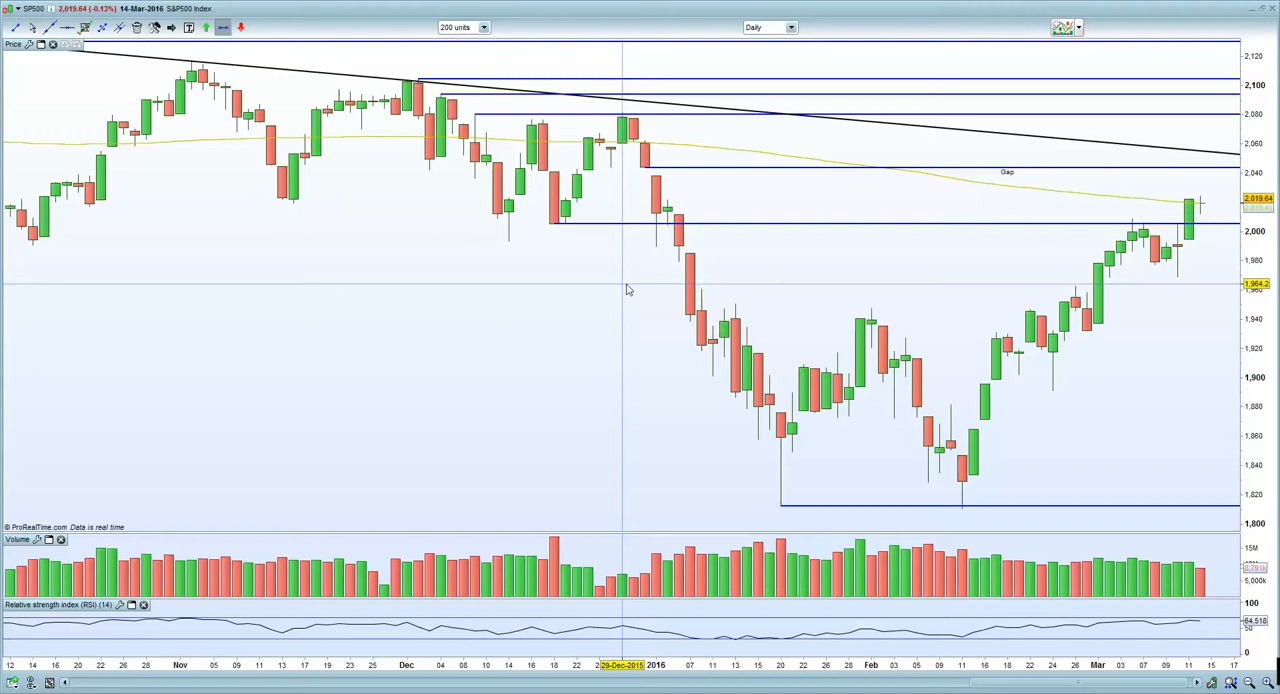 SP500 2,019.64 (-0.13%) 14-Mar-2016 S&P500 Index
200 units Daily
Price
2,120
2,100
2,080
2,060
2,040
Gap
2,019.64
2,000
1,980
1,964.2
1,940
1,920
1,900
1,880
1,860
1,840
1,820
1,800
© ProRealTime.com Data is real time
Volume
15M
5,000k
Relative strength index (RSI) (14)
100
64.518
0
12 14 16 20 22 26 28 Nov 05 09 11 13 17 19 23 25 Dec 04 08 10 14 16 18 22 29-Dec-2015 2016 07 11 13 15 20 22 26 28 Feb 03 05 09 11 16 18 22 24 26 Mar 03 07 09 11 15 17